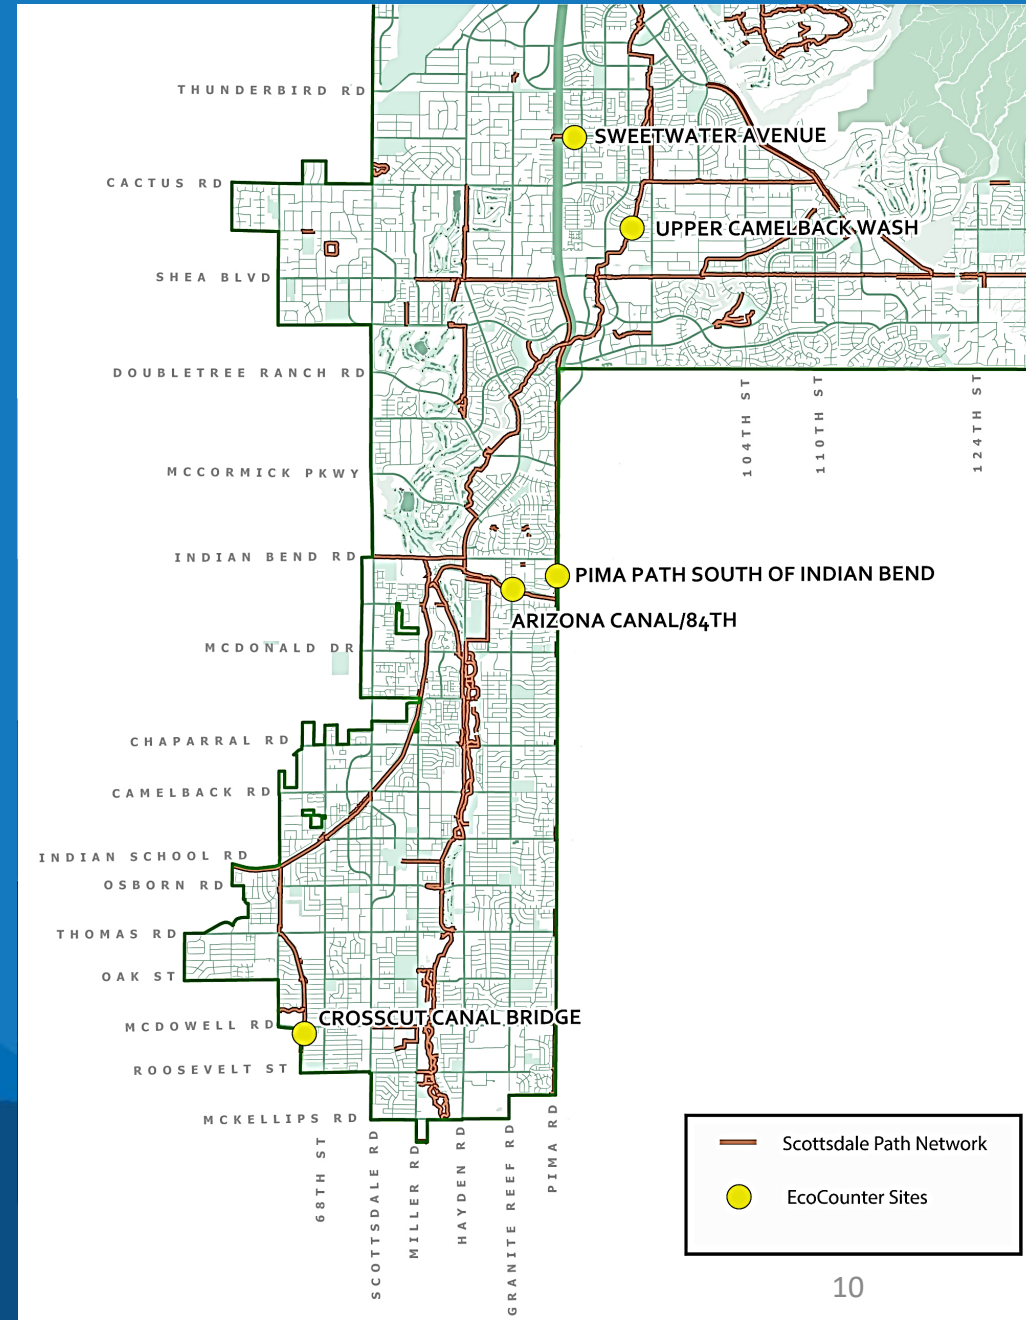 THUNDERBIRD RD
SWEETWATER AVENUE
CACTUS RD
UPPER CAMELBACK WASH
SHEA BLVD
DOUBLETREE RANCH RD
104TH ST
110TH ST
124TH ST
MCCORMICK PKWY
INDIAN BEND RD
PIMA PATH SOUTH OF INDIAN BEND
ARIZONA CANAL/84TH
MCDONALD DR
CHAPARRAL RD
CAMELBACK RD
INDIAN SCHOOL RD
OSBORN RD
THOMAS RD
OAK ST
CROSSCUT CANAL BRIDGE
MCDOWELL RD
ROOSEVELT ST
MCKELLIPS RD
68TH ST
SCOTTSDALE RD
MILLER RD
HAYDEN RD
GRANITE REEF RD
PIMA RD
Scottsdale Path Network
EcoCounter Sites
10